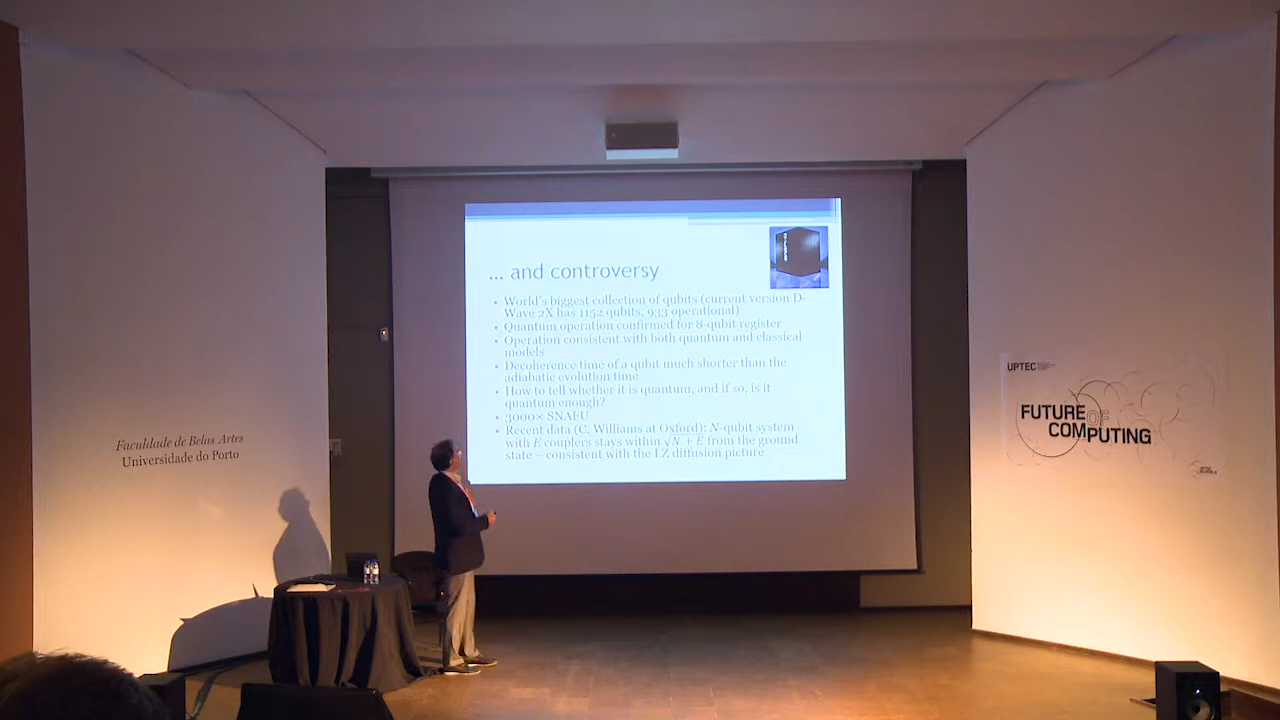 ... and controversy
• World's biggest collection of qubits (current version D-
Wave 2X has 1152 qubits, 933 operational)
• Quantum operation confirmed for 8-qubit register
• Operation consistent with both quantum and classical
models
• Decoherence time of a qubit much shorter than the
adiabatic evolution time
• How to tell whether it is quantum, and if so, is it
quantum enough?
• 3000× SNAFU
• Recent data (C. Williams at Oxford): N-qubit system
with E couplers stays within √N + E from the ground
state – consistent with the LZ diffusion picture
Faculdade de Belas Artes
Universidade do Porto
UPTEC
FUTURE OF
COMPUTING